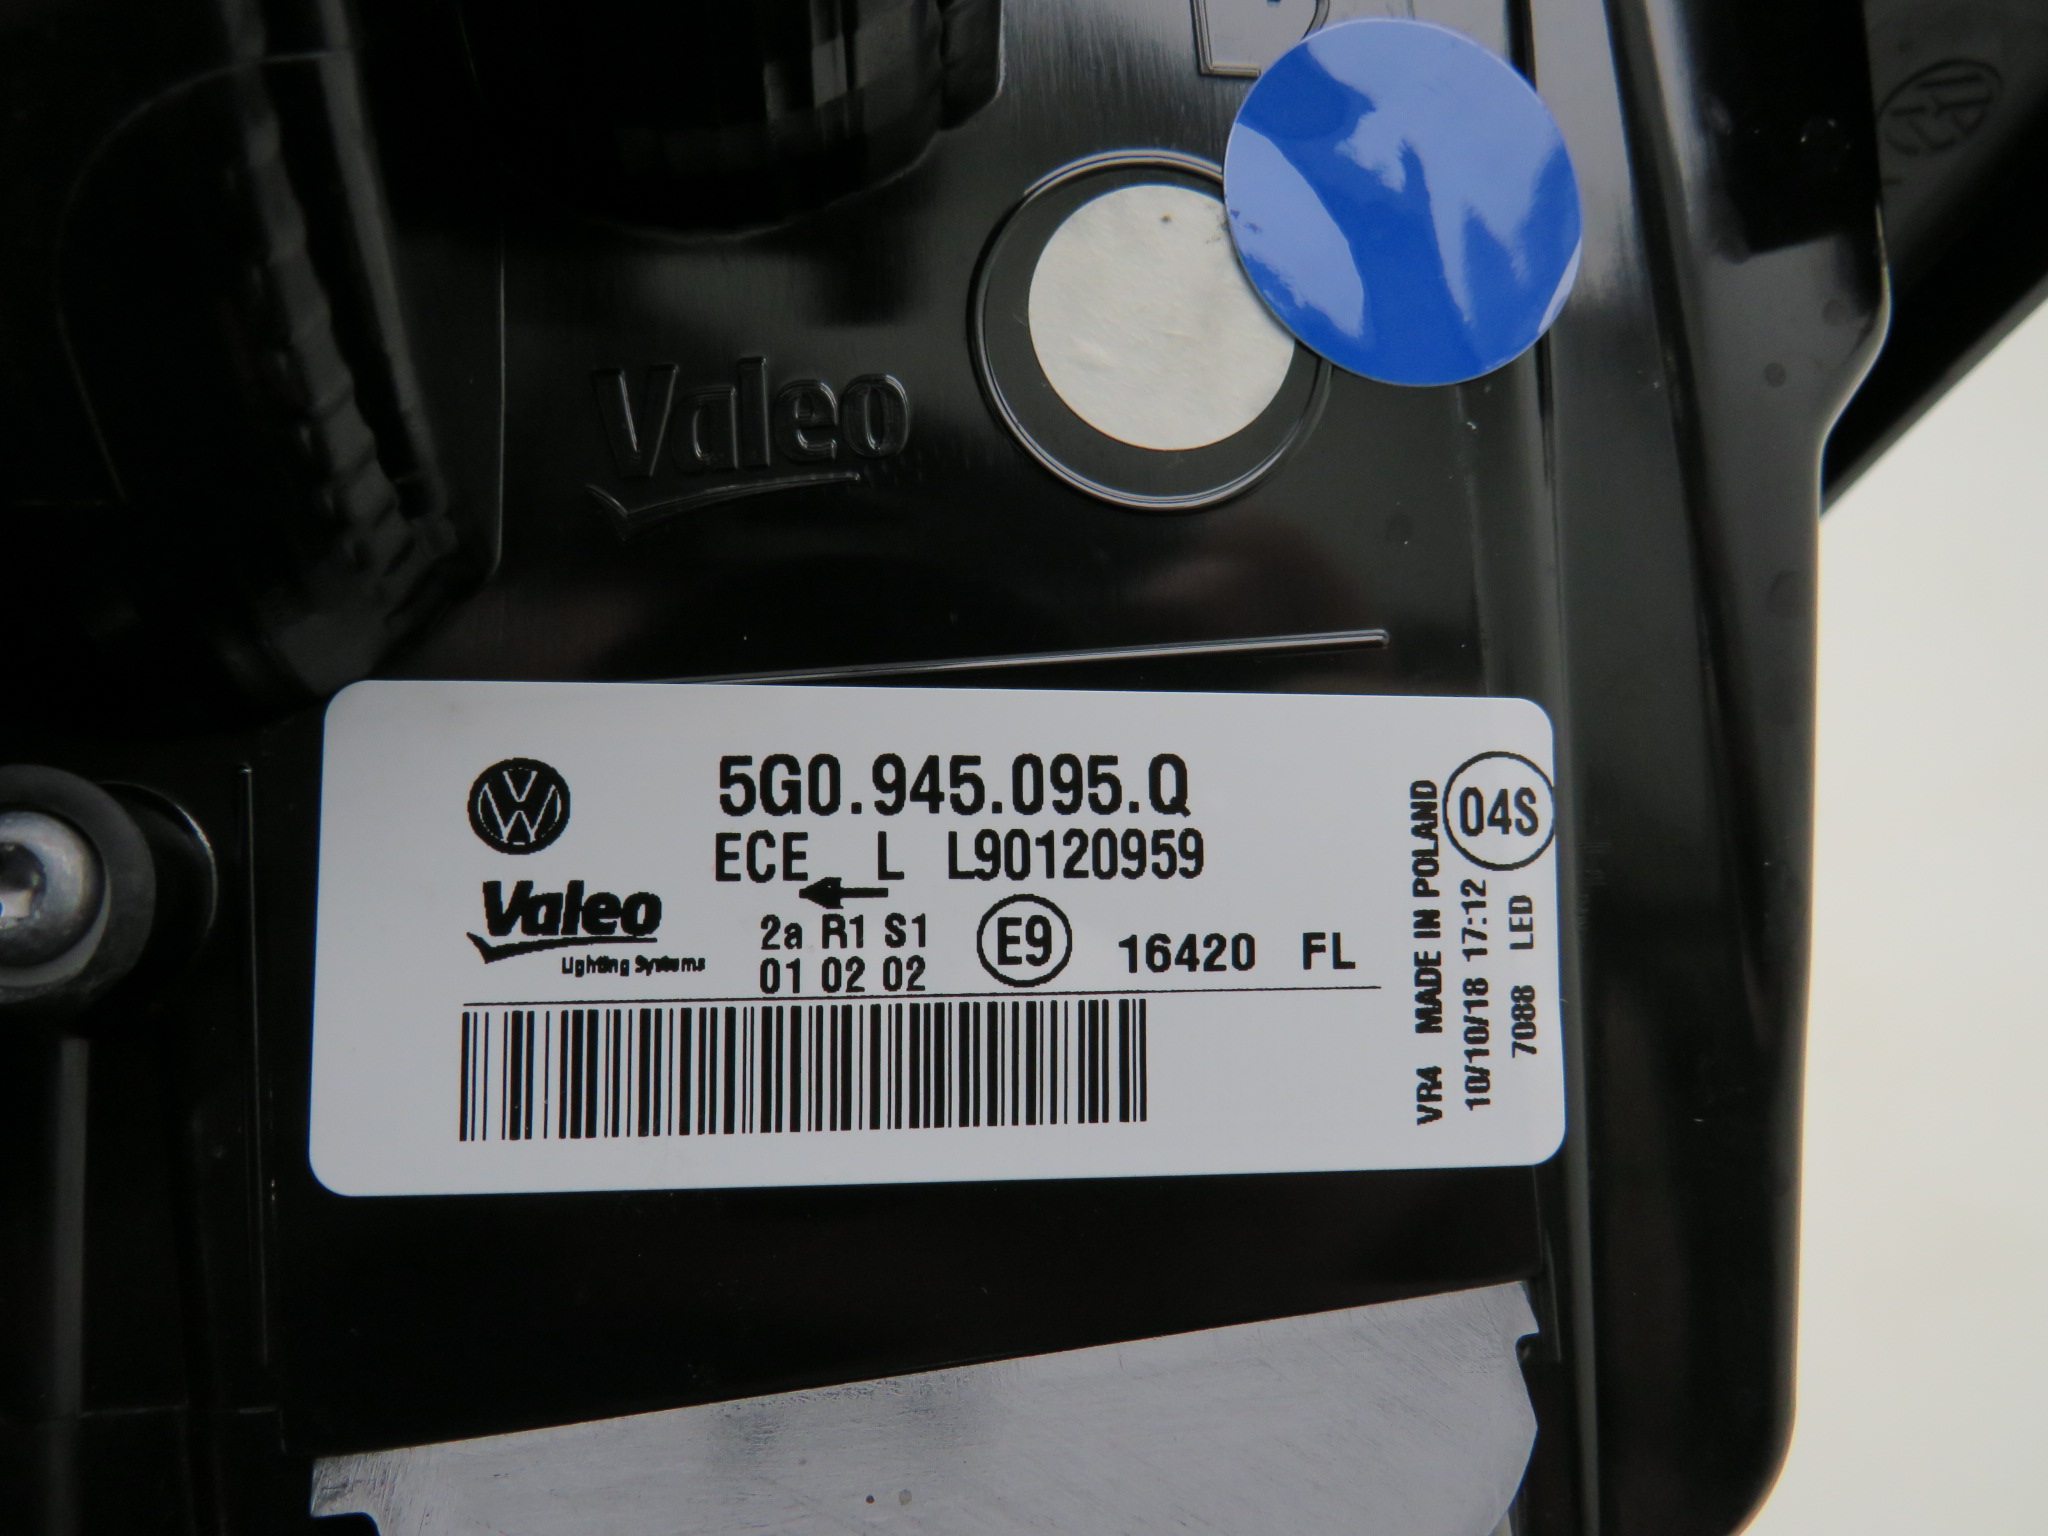 Valeo
5G0.945.095.Q
ECE L L90120959
Valeo
Lighting Systems
2a R1 S1
01 02 02
E9
16420 FL
04S
VR4 MADE IN POLAND
10/10/18 17:12
7088 LED